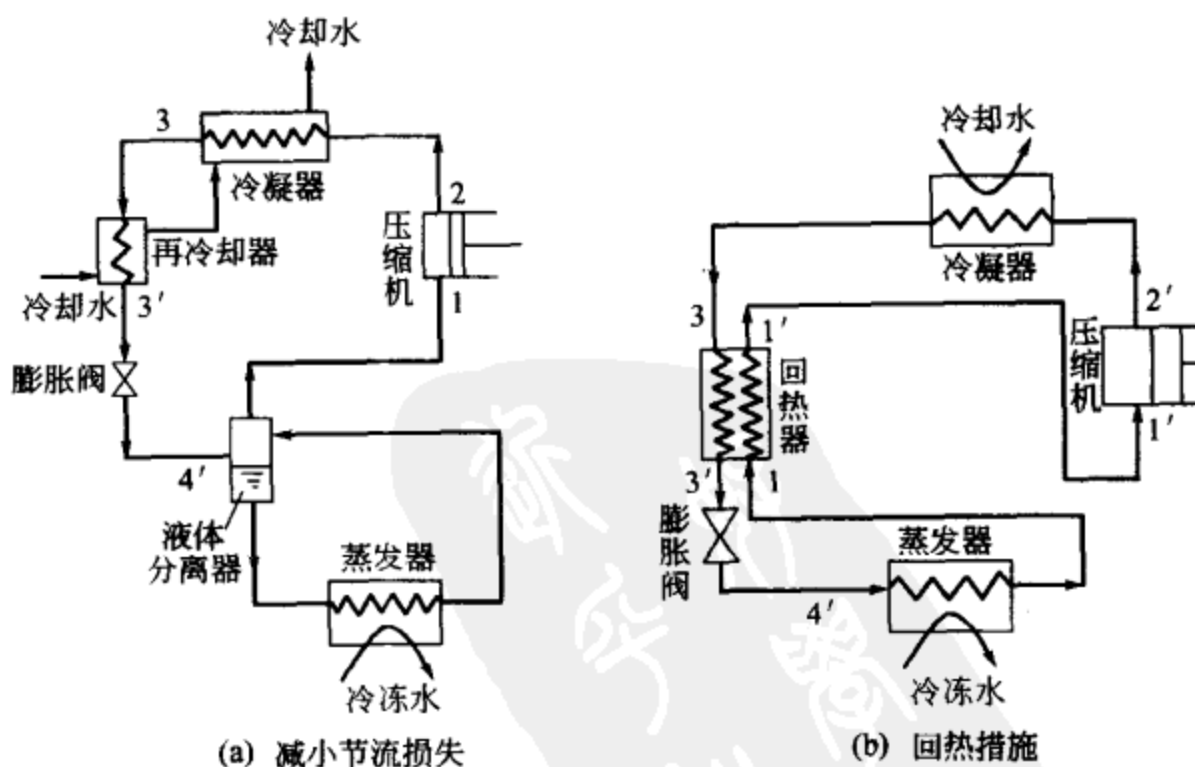 冷却水
3
冷凝器
2
压缩机
1
再冷却器
冷却水
3′
膨胀阀
4′
液体
分离器
蒸发器
冷冻水
(a) 减小节流损失
冷却水
冷凝器
3
1′
2′
压缩机
1′
回热器
3′
1
膨胀阀
蒸发器
4′
冷冻水
(b) 回热措施